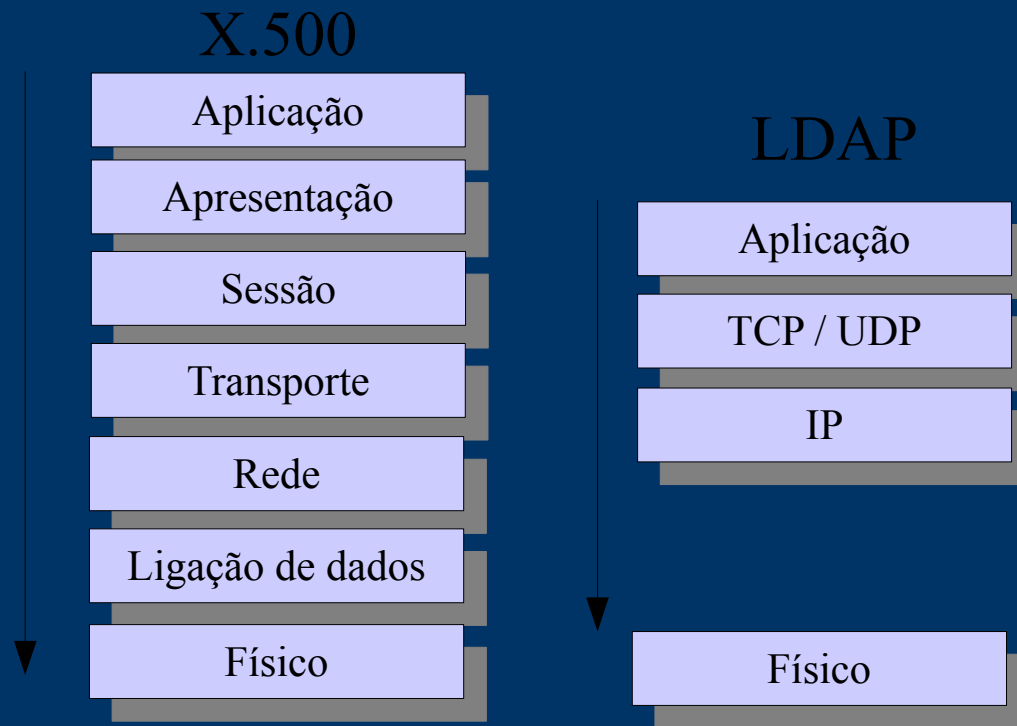 X.500
Aplicação
Apresentação
Sessão
Transporte
Rede
Ligação de dados
Físico
LDAP
Aplicação
TCP / UDP
IP
Físico